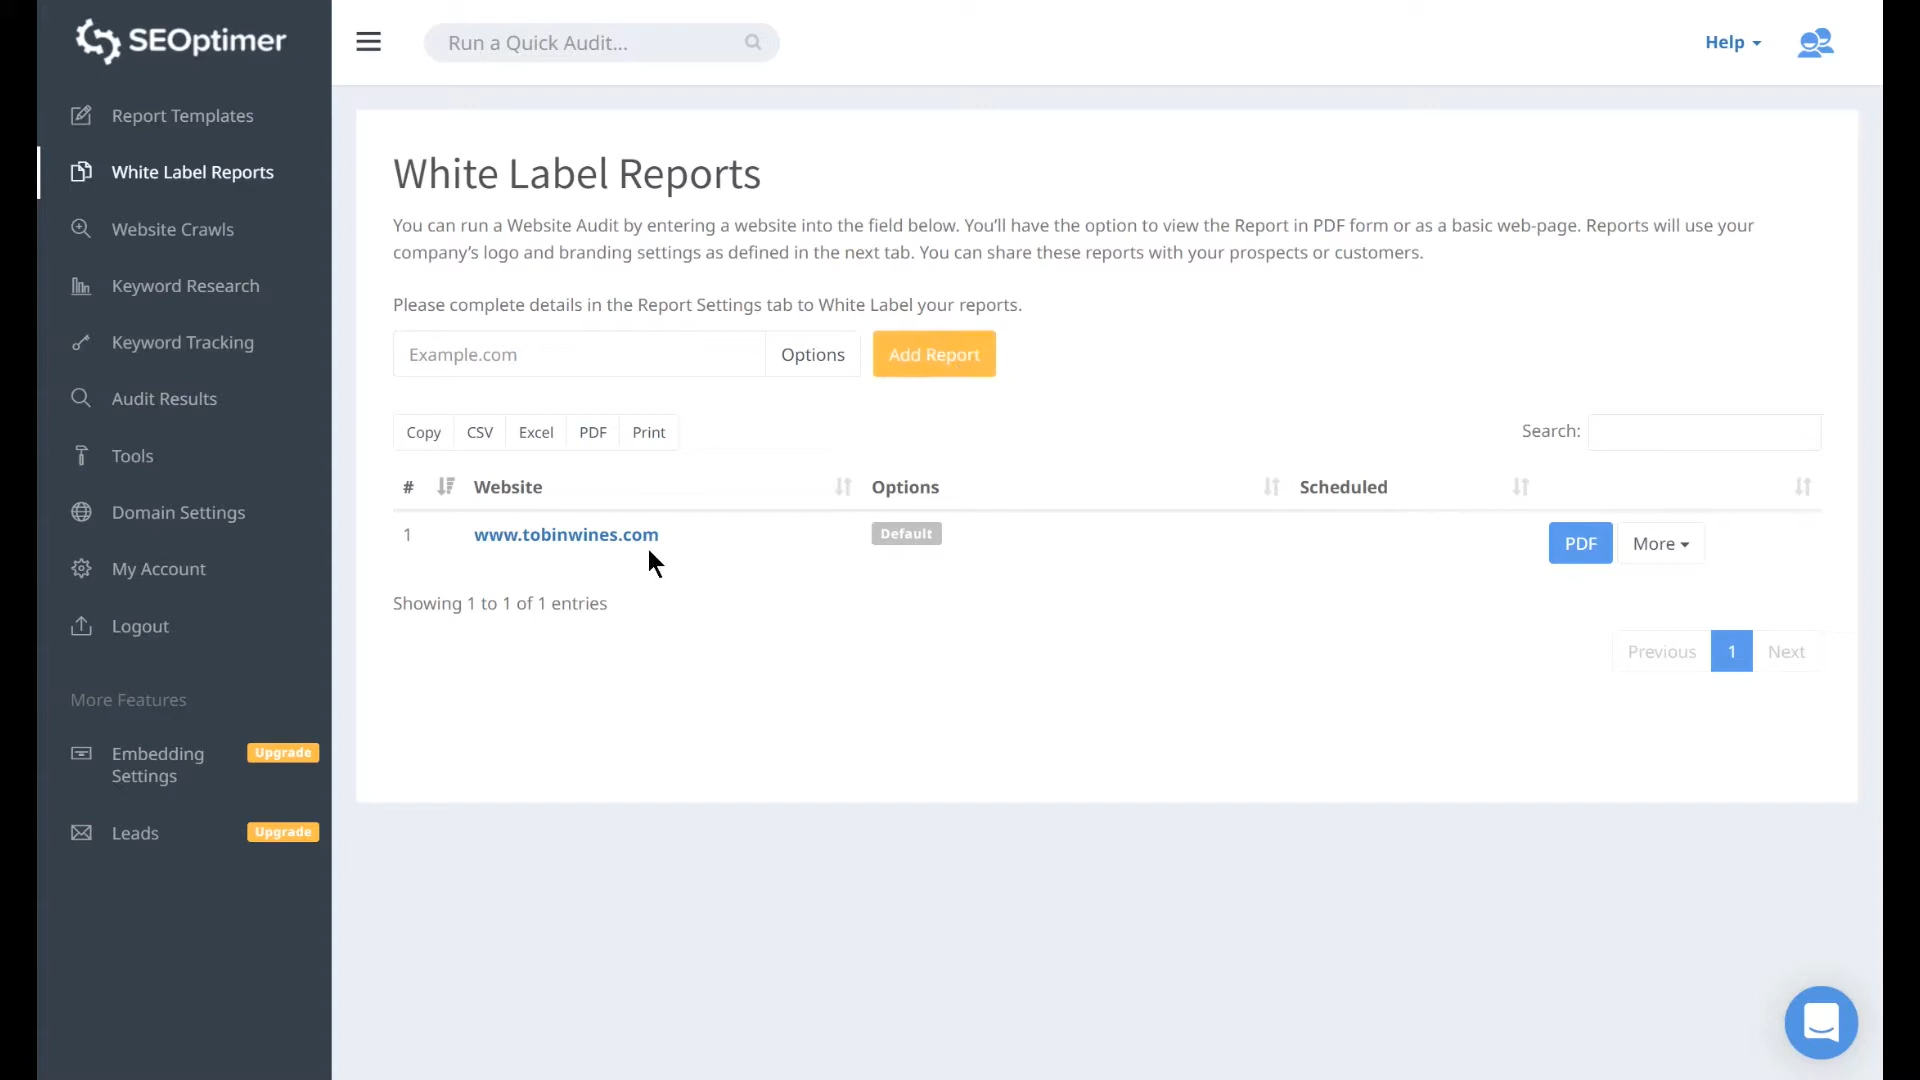 SEOptimer
Run a Quick Audit...
Help
Report Templates
White Label Reports
Website Crawls
Keyword Research
Keyword Tracking
Audit Results
Tools
Domain Settings
My Account
Logout
More Features
Embedding Settings
Upgrade
Leads
Upgrade
White Label Reports
You can run a Website Audit by entering a website into the field below. You'll have the option to view the Report in PDF form or as a basic web-page. Reports will use your
company's logo and branding settings as defined in the next tab. You can share these reports with your prospects or customers.
Please complete details in the Report Settings tab to White Label your reports.
Example.com
Options
Add Report
Copy CSV Excel PDF Print
Search:
# Website Options Scheduled
1 www.tobinwines.com Default PDF More
Showing 1 to 1 of 1 entries
Previous 1 Next